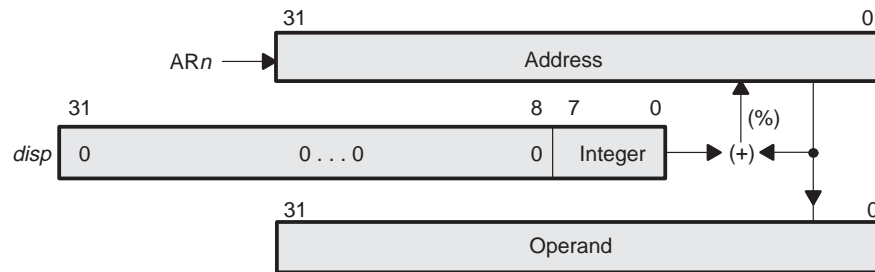 31 0
ARn Address
31 8 7 0
(%)
disp 0 0 . . . 0 0 Integer (+)
31 0
Operand